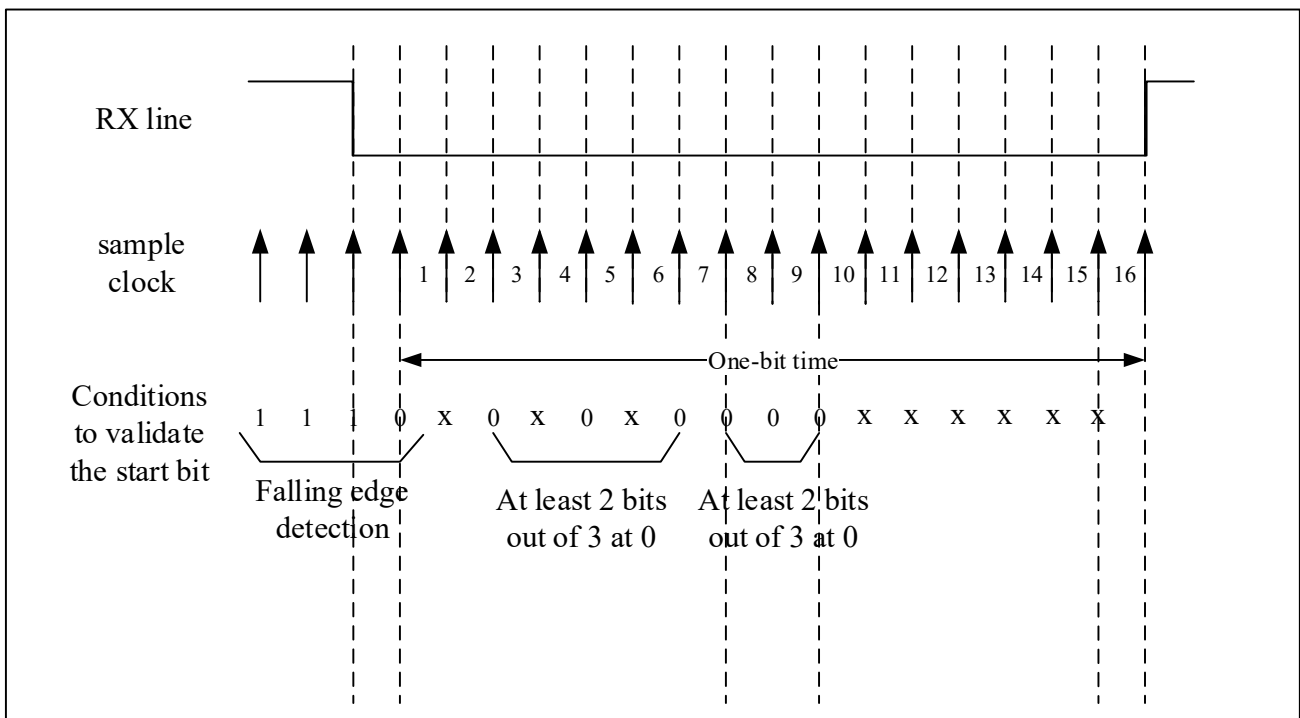 RX line
sample
clock
1 2 3 4 5 6 7 8 9 10 11 12 13 14 15 16
One-bit time
Conditions
to validate
the start bit
1 1 1 0 x 0 x 0 x 0 0 0 0 x x x x x x
Falling edge
detection
At least 2 bits
out of 3 at 0
At least 2 bits
out of 3 at 0